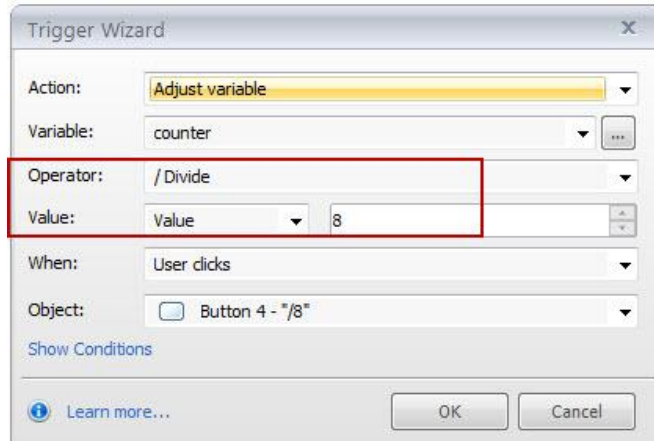 Trigger Wizard
Action: Adjust variable
Variable: counter ...
Operator: / Divide
Value: Value 8
When: User clicks
Object: Button 4 - "/8"
Show Conditions
Learn more... OK Cancel